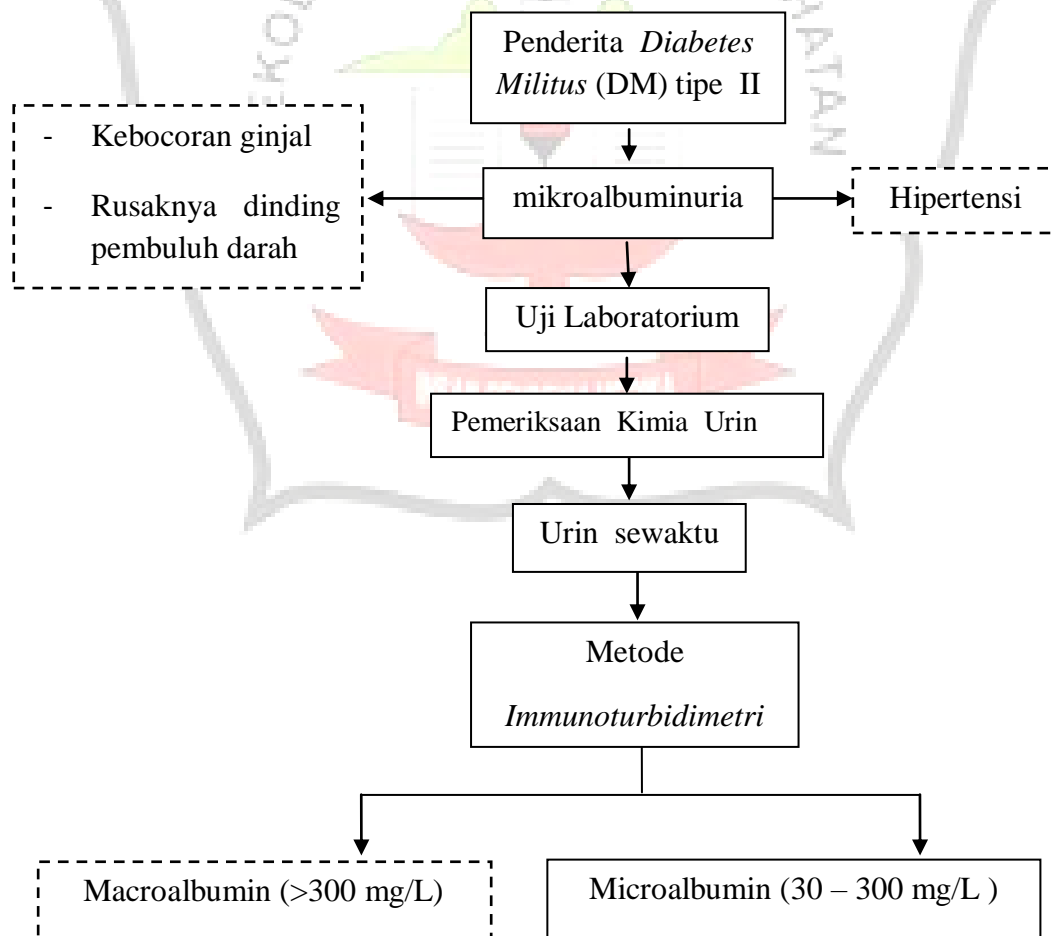 Penderita Diabetes
Militus (DM) tipe II
- Kebocoran ginjal
- Rusaknya dinding
pembuluh darah
mikroalbuminuria
Hipertensi
Uji Laboratorium
Pemeriksaan Kimia Urin
Urin sewaktu
Metode
Immunoturbidimetri
Macroalbumin (>300 mg/L)
Microalbumin (30 – 300 mg/L )